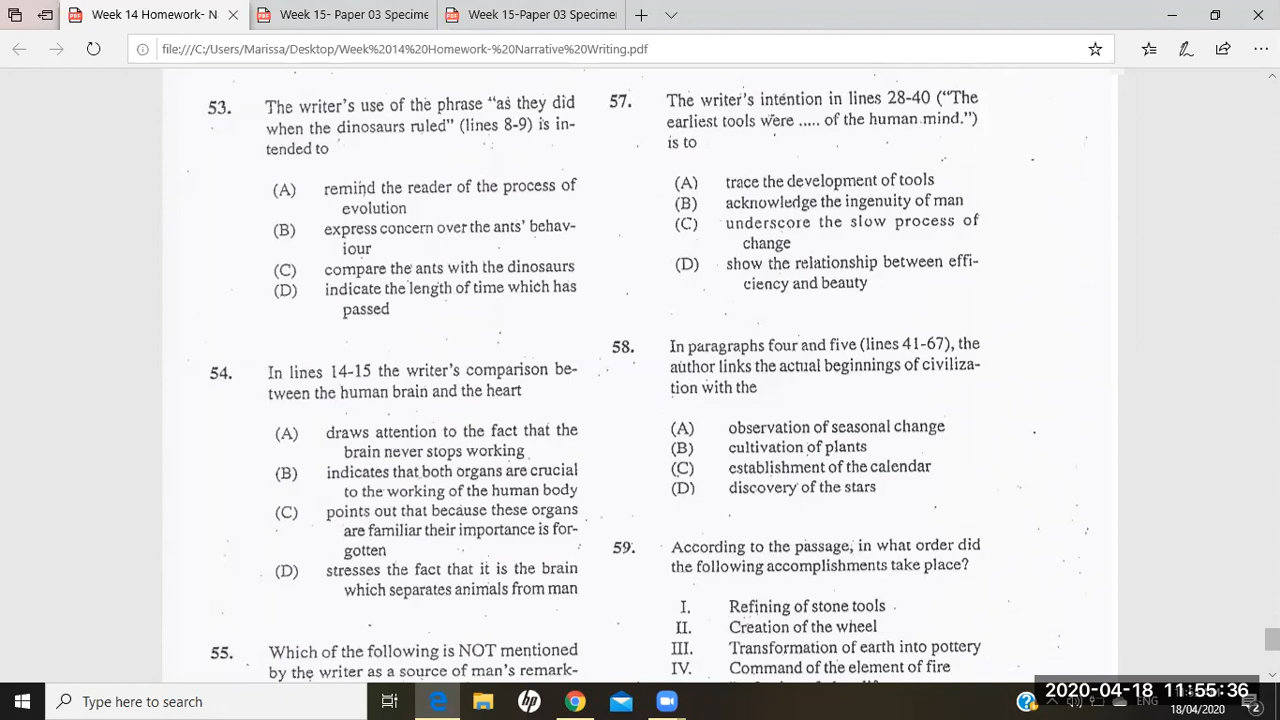 Week 14 Homework- N
Week 15- Paper 03 Specime
Week 15-Paper 03 Specimer
file:///C:/Users/Marissa/Desktop/Week%2014%20Homework-%20Narrative%20Writing.pdf
53. The writer's use of the phrase "as they did
when the dinosaurs ruled" (lines 8-9) is in-
tended to
(A) remind the reader of the process of
evolution
(B) express concern over the ants' behav-
iour
(C) compare the ants with the dinosaurs
(D) indicate the length of time which has
passed
54. In lines 14-15 the writer's comparison be-
tween the human brain and the heart
(A) draws attention to the fact that the
brain never stops working
(B) indicates that both organs are crucial
to the working of the human body
(C) points out that because these organs
are familiar their importance is for-
gotten
(D) stresses the fact that it is the brain
which separates animals from man
55. Which of the following is NOT mentioned
by the writer as a source of man's remark-
57. The writer's intention in lines 28-40 ("The
earliest tools were ..... of the human mind.")
is to
(A) trace the development of tools
(B) acknowledge the ingenuity of man
(C) underscore the slow process of
change
(D) show the relationship between effi-
ciency and beauty
58. In paragraphs four and five (lines 41-67), the
author links the actual beginnings of civiliza-
tion with the
(A) observation of seasonal change
(B) cultivation of plants
(C) establishment of the calendar
(D) discovery of the stars
59. According to the passage, in what order did
the following accomplishments take place?
I. Refining of stone tools
II. Creation of the wheel
III. Transformation of earth into pottery
IV. Command of the element of fire
Type here to search
ENG
2020-04-18 11:55:36
18/04/2020